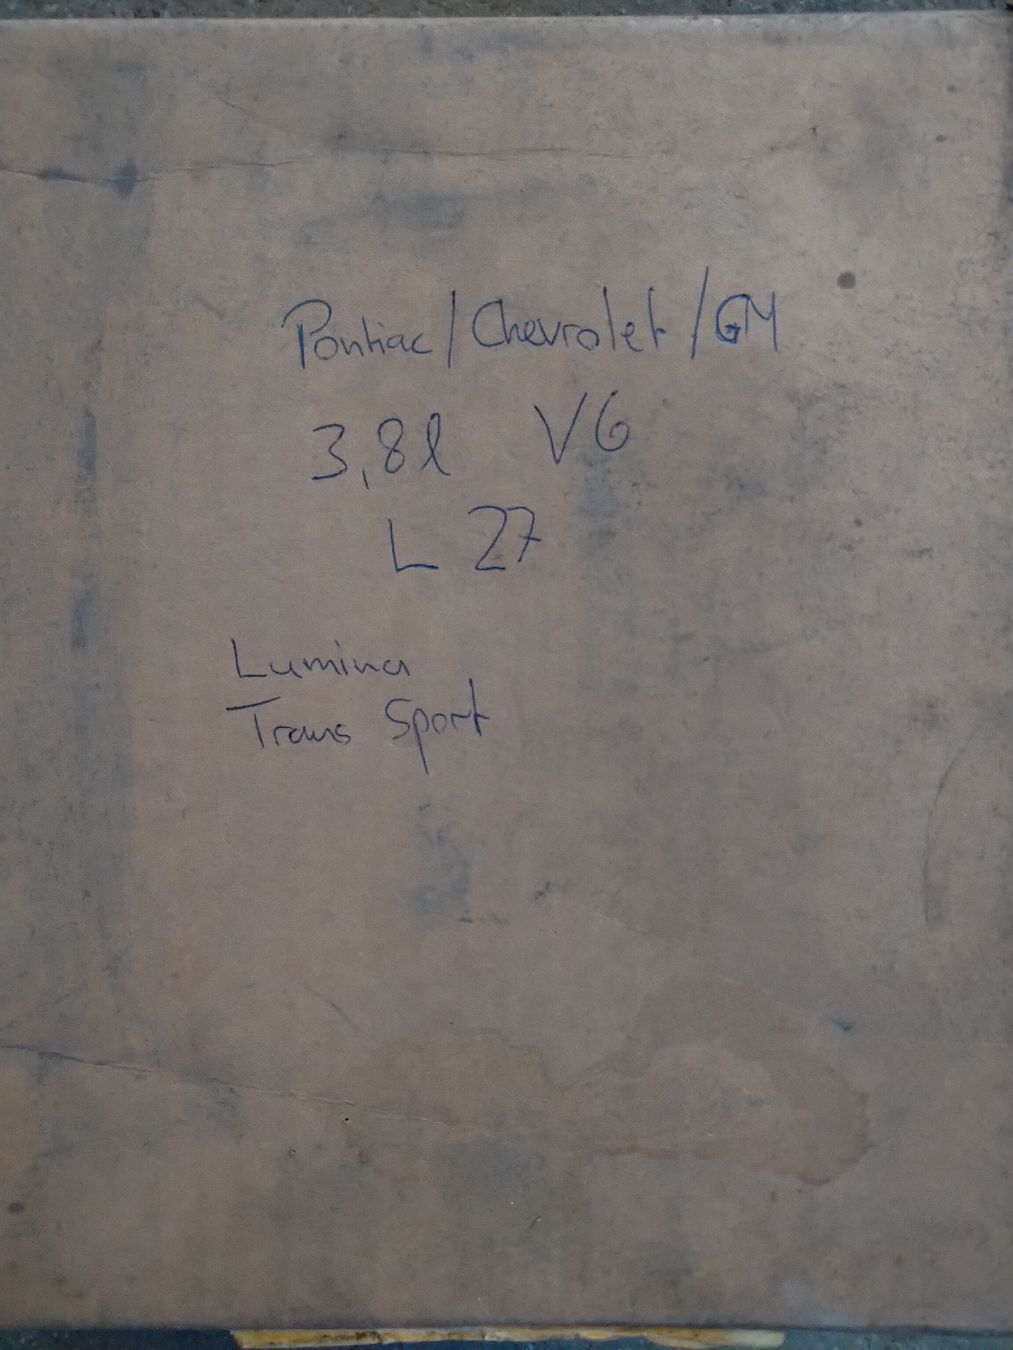 Pontiac/Chevrolet/GM
3,8l V6
L 27
Lumina
Trans Sport